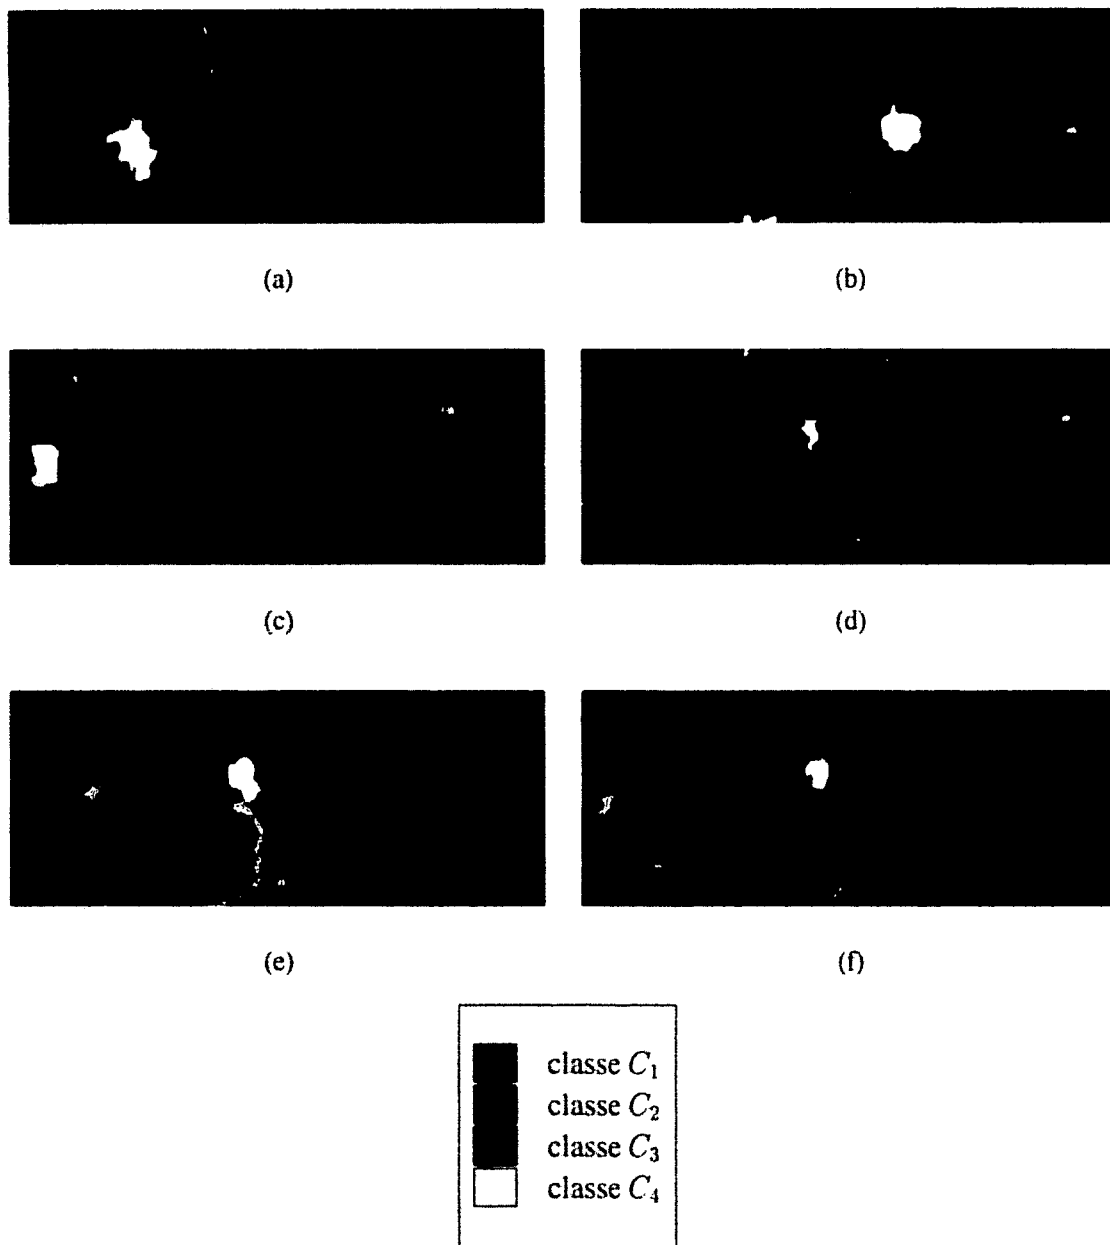 (a)
(b)
(c)
(d)
(e)
(f)
classe C₁
classe C₂
classe C₃
classe C₄